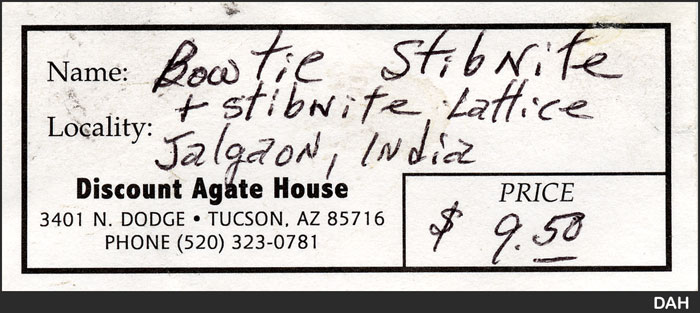 Name: Bowtie Stibnite
+ stibnite Lattice
Locality: Jalgaon, India
Discount Agate House
3401 N. DODGE • TUCSON, AZ 85716
PHONE (520) 323-0781
PRICE
$ 9.50
DAH